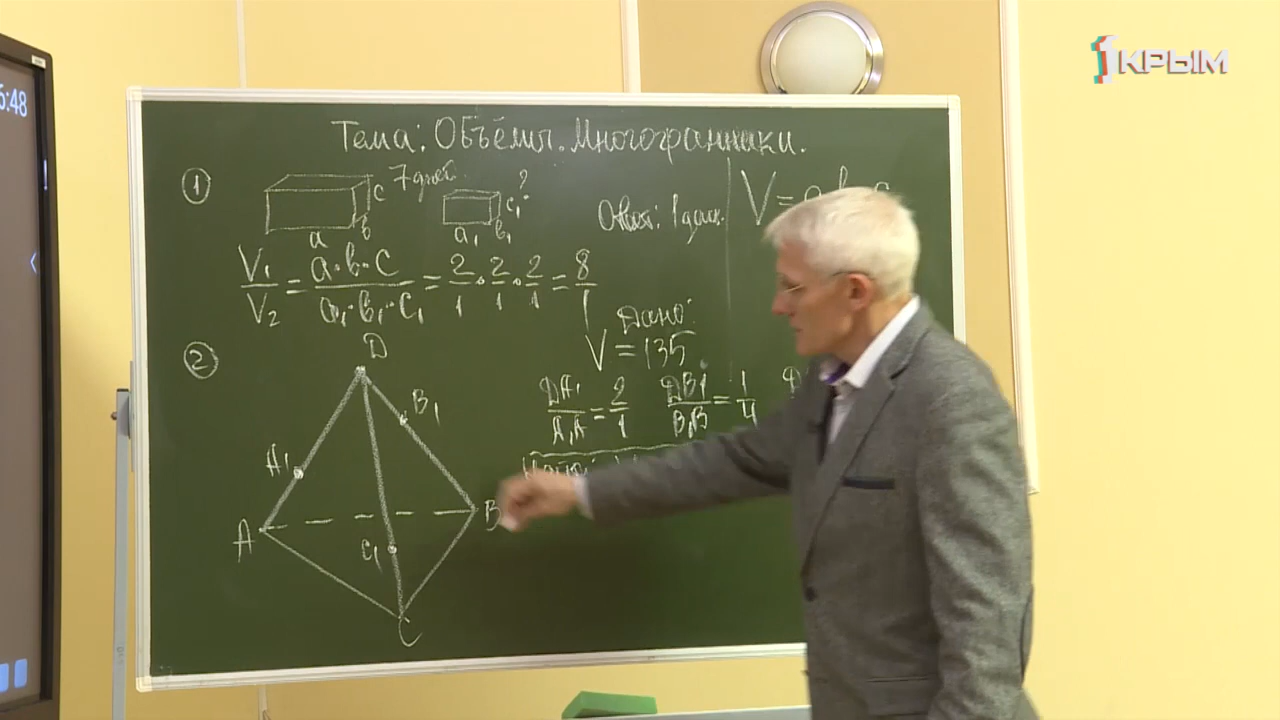 5:48
1КРЫМ
Тема: Объёмы. Многогранники.
1
7 дней
?
c
a
b
c₁
a₁
b₁
Ответ: 1 день.
V = a·b·c
V₁/V₂ = a·b·c/a₁·b₁·c₁ = 2/1 · 2/1 · 2/1 = 8/1
2
Дано:
V = 135
DA₁/A₁A = 2/1 DB₁/B₁B = 1/4 D
D
B₁
A₁
A
B
C₁
C